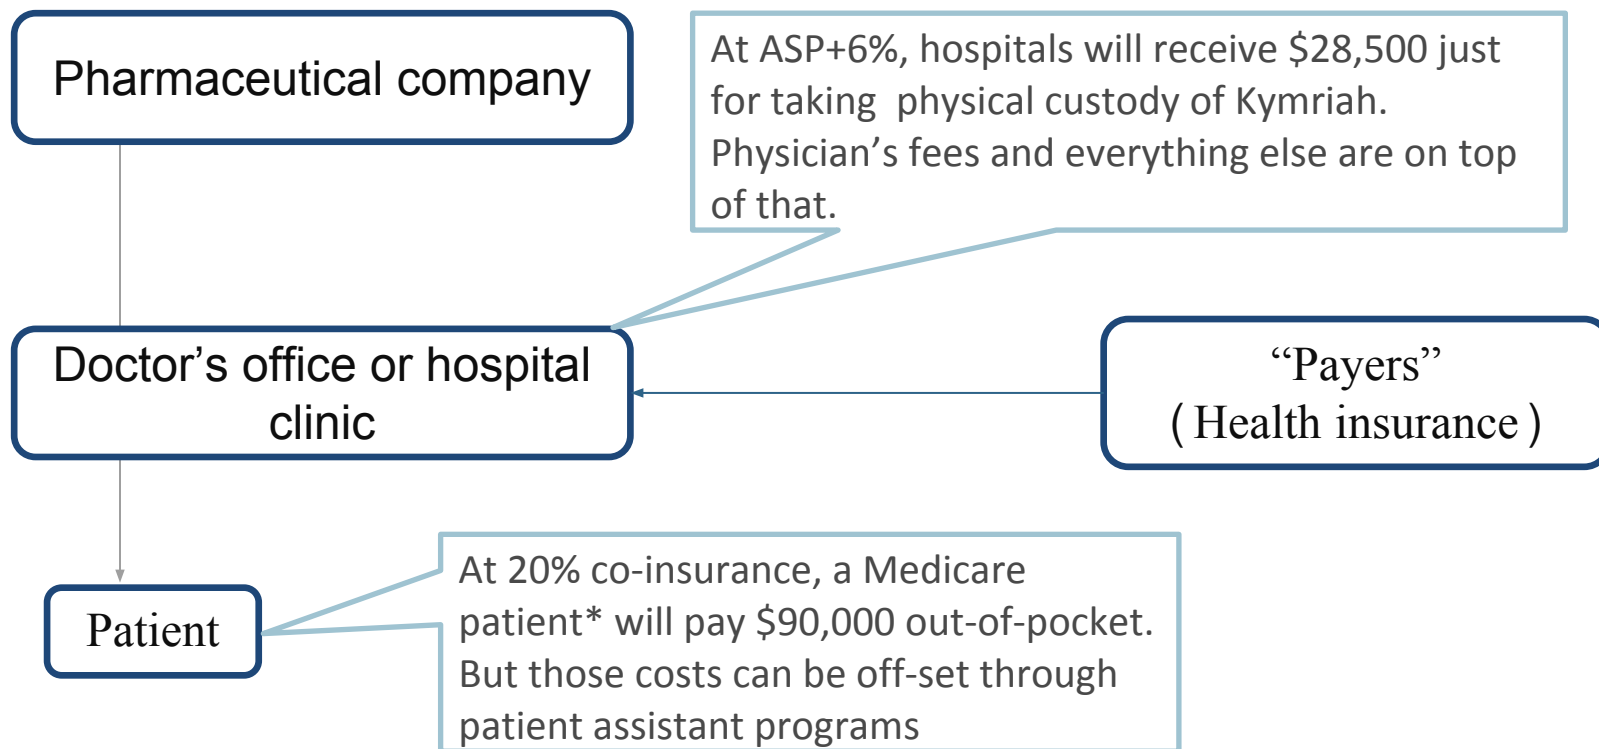 Pharmaceutical company
At ASP+6%, hospitals will receive $28,500 just
for taking  physical custody of Kymriah.
Physician’s fees and everything else are on top
of that.
Doctor’s office or hospital
clinic
“Payers”
(Health insurance)
Patient
At 20% co-insurance, a Medicare
patient* will pay $90,000 out-of-pocket.
But those costs can be off-set through
patient assistant programs